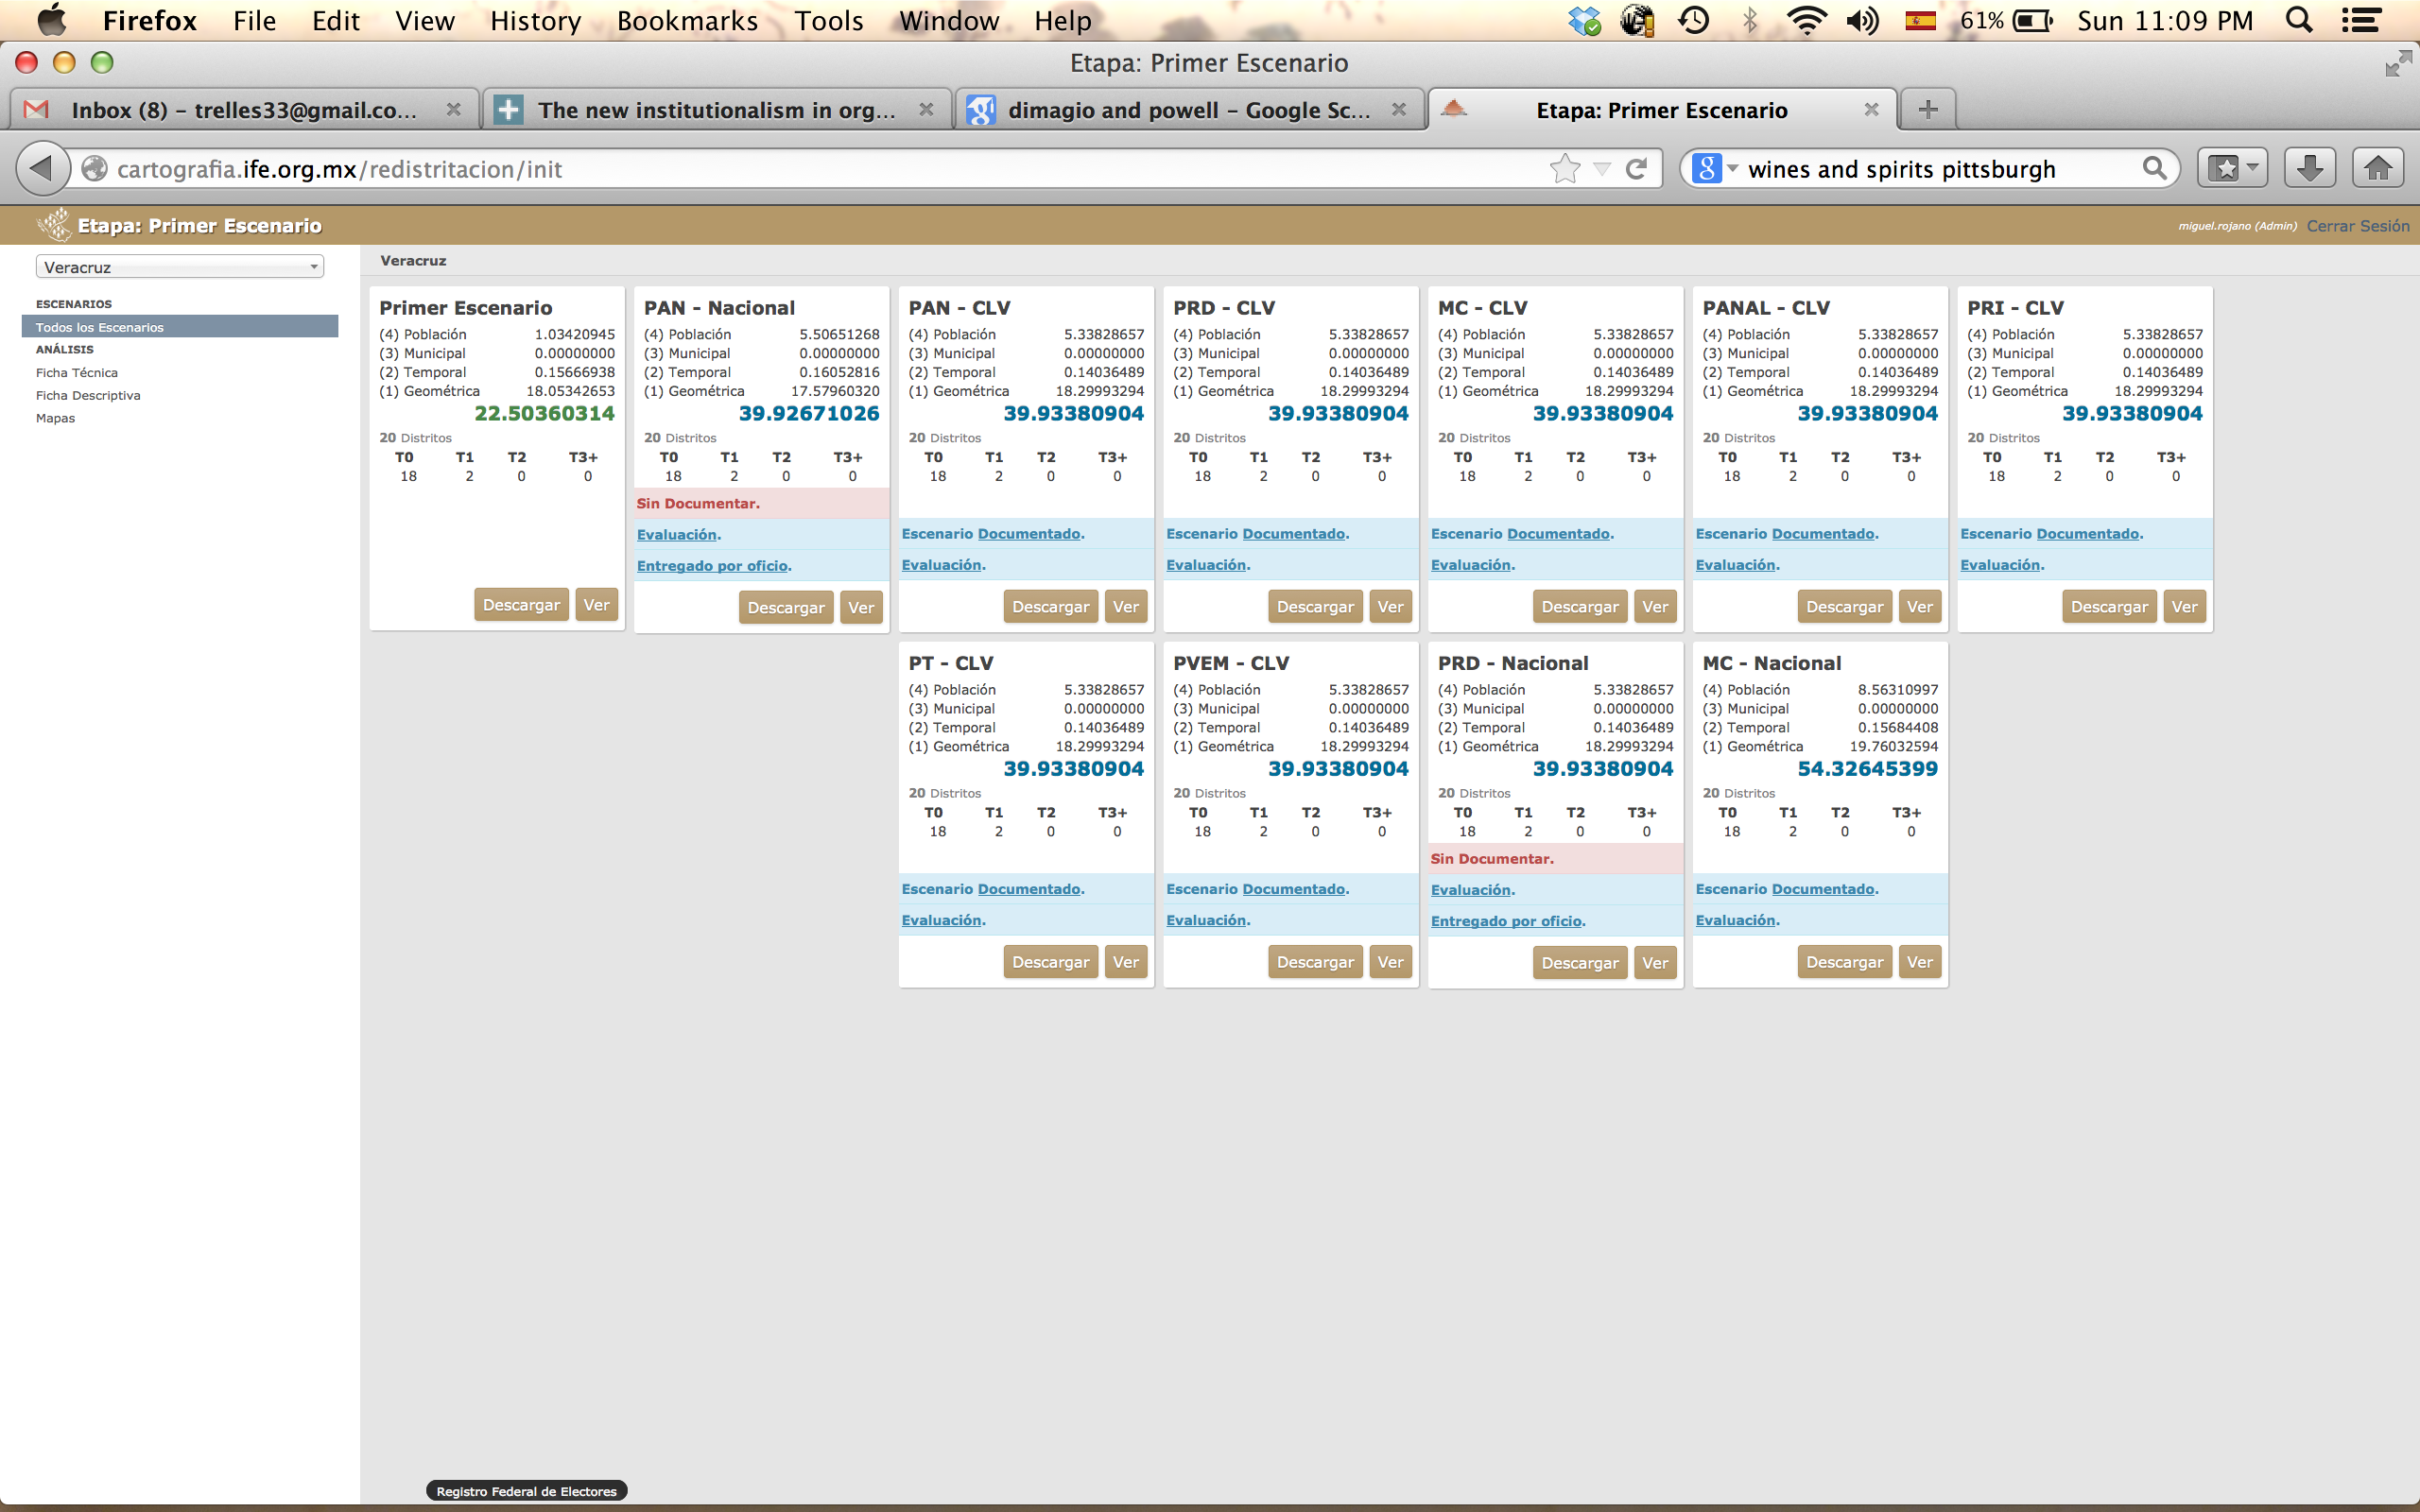 Firefox File Edit View History Bookmarks Tools Window Help 61% Sun 11:09 PM
Etapa: Primer Escenario
Inbox (8) – trelles33@gmail.co... The new institutionalism in org... dimagio and powell – Google Sc... Etapa: Primer Escenario
cartografia.ife.org.mx/redistritacion/init wines and spirits pittsburgh
Etapa: Primer Escenario miguel.rojano (Admin) Cerrar Sesión
Veracruz
ESCENARIOS
Todos los Escenarios
ANÁLISIS
Ficha Técnica
Ficha Descriptiva
Mapas
Veracruz
Primer Escenario
(4) Población 1.03420945
(3) Municipal 0.00000000
(2) Temporal 0.15666938
(1) Geométrica 18.05342653
22.50360314
20 Distritos
T0 T1 T2 T3+
18 2 0 0
Descargar Ver
PAN - Nacional
(4) Población 5.50651268
(3) Municipal 0.00000000
(2) Temporal 0.16052816
(1) Geométrica 17.57960320
39.92671026
20 Distritos
T0 T1 T2 T3+
18 2 0 0
Sin Documentar.
Evaluación.
Entregado por oficio.
Descargar Ver
PAN - CLV
(4) Población 5.33828657
(3) Municipal 0.00000000
(2) Temporal 0.14036489
(1) Geométrica 18.29993294
39.93380904
20 Distritos
T0 T1 T2 T3+
18 2 0 0
Escenario Documentado.
Evaluación.
Descargar Ver
PRD - CLV
(4) Población 5.33828657
(3) Municipal 0.00000000
(2) Temporal 0.14036489
(1) Geométrica 18.29993294
39.93380904
20 Distritos
T0 T1 T2 T3+
18 2 0 0
Escenario Documentado.
Evaluación.
Descargar Ver
MC - CLV
(4) Población 5.33828657
(3) Municipal 0.00000000
(2) Temporal 0.14036489
(1) Geométrica 18.29993294
39.93380904
20 Distritos
T0 T1 T2 T3+
18 2 0 0
Escenario Documentado.
Evaluación.
Descargar Ver
PANAL - CLV
(4) Población 5.33828657
(3) Municipal 0.00000000
(2) Temporal 0.14036489
(1) Geométrica 18.29993294
39.93380904
20 Distritos
T0 T1 T2 T3+
18 2 0 0
Escenario Documentado.
Evaluación.
Descargar Ver
PRI - CLV
(4) Población 5.33828657
(3) Municipal 0.00000000
(2) Temporal 0.14036489
(1) Geométrica 18.29993294
39.93380904
20 Distritos
T0 T1 T2 T3+
18 2 0 0
Escenario Documentado.
Evaluación.
Descargar Ver
PT - CLV
(4) Población 5.33828657
(3) Municipal 0.00000000
(2) Temporal 0.14036489
(1) Geométrica 18.29993294
39.93380904
20 Distritos
T0 T1 T2 T3+
18 2 0 0
Escenario Documentado.
Evaluación.
Descargar Ver
PVEM - CLV
(4) Población 5.33828657
(3) Municipal 0.00000000
(2) Temporal 0.14036489
(1) Geométrica 18.29993294
39.93380904
20 Distritos
T0 T1 T2 T3+
18 2 0 0
Escenario Documentado.
Evaluación.
Descargar Ver
PRD - Nacional
(4) Población 5.33828657
(3) Municipal 0.00000000
(2) Temporal 0.14036489
(1) Geométrica 18.29993294
39.93380904
20 Distritos
T0 T1 T2 T3+
18 2 0 0
Sin Documentar.
Evaluación.
Entregado por oficio.
Descargar Ver
MC - Nacional
(4) Población 8.56310997
(3) Municipal 0.00000000
(2) Temporal 0.15684408
(1) Geométrica 19.76032594
54.32645399
20 Distritos
T0 T1 T2 T3+
18 2 0 0
Escenario Documentado.
Evaluación.
Descargar Ver
Registro Federal de Electores